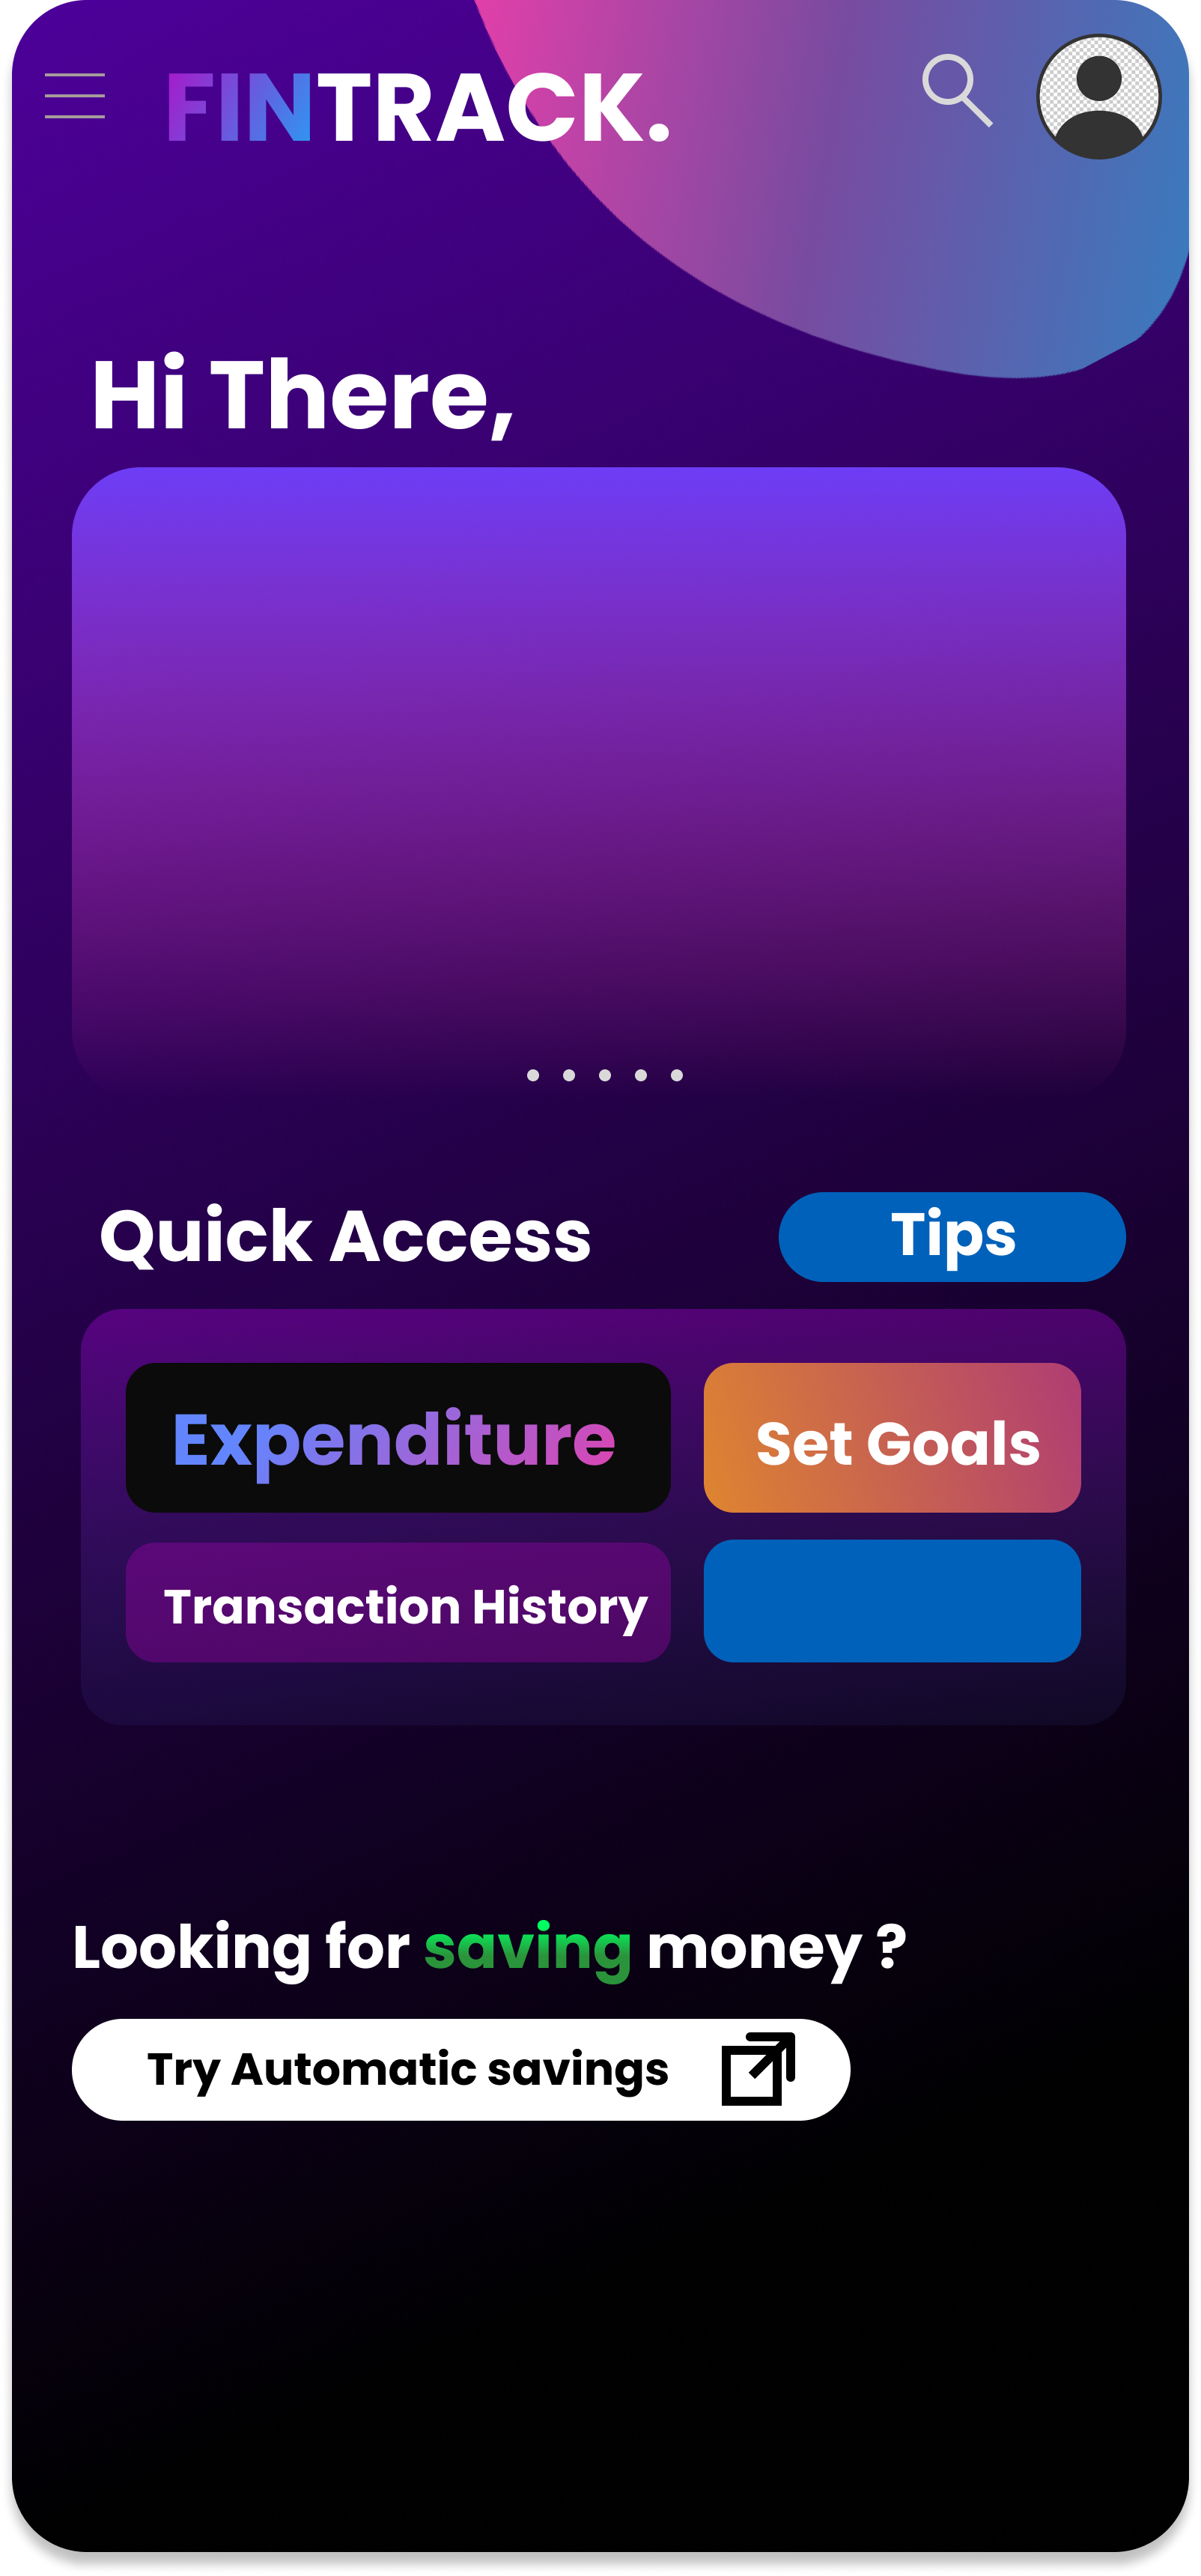 FINTRACK.
Hi There,
Quick Access
Tips
Expenditure
Set Goals
Transaction History
Looking for saving money ?
Try Automatic savings